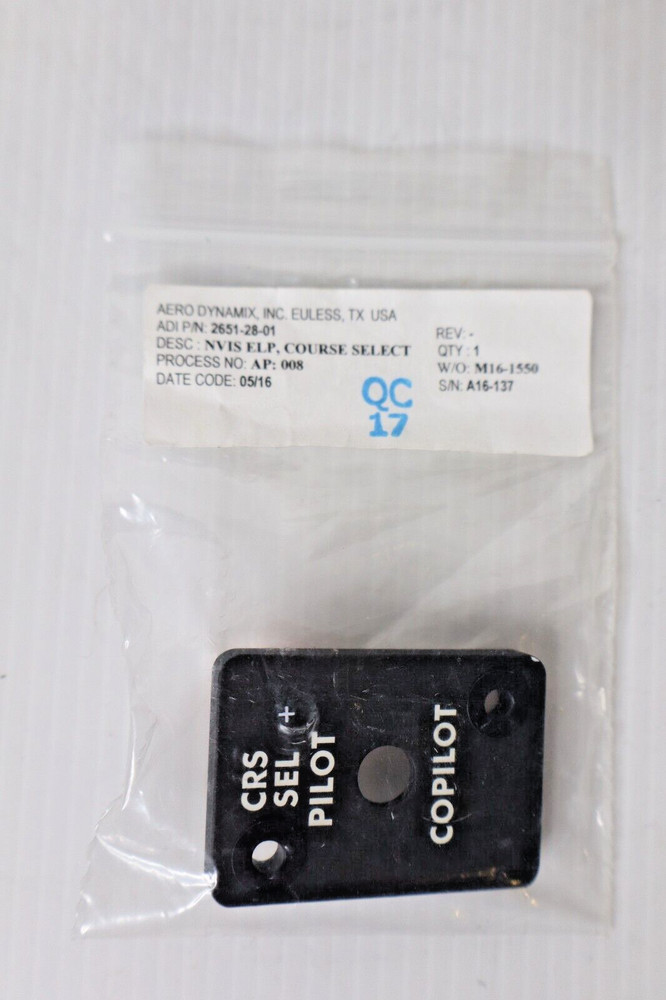 AERO DYNAMIX, INC. EULESS, TX USA
ADI P/N: 2651-28-01
DESC : NVIS ELP, COURSE SELECT
PROCESS NO: AP: 008
DATE CODE: 05/16
REV: -
QTY : 1
W/O: M16-1550
S/N: A16-137
QC
17
CRS
SEL +
PILOT
COPILOT